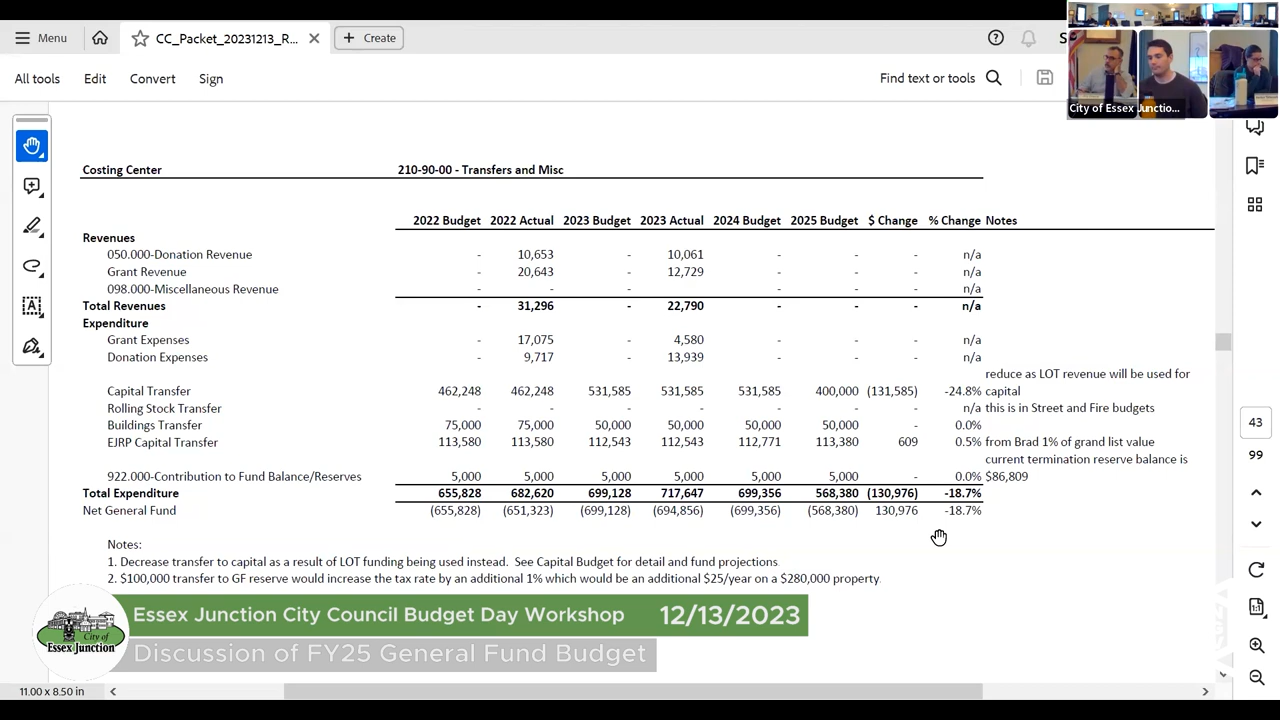 Menu
CC_Packet_20231213_R...
Create
All tools Edit Convert Sign
Find text or tools
City of Essex Junctio...
Costing Center 210-90-00 - Transfers and Misc
2022 Budget 2022 Actual 2023 Budget 2023 Actual 2024 Budget 2025 Budget $ Change % Change Notes
Revenues
050.000-Donation Revenue - 10,653 - 10,061 - - - n/a
Grant Revenue - 20,643 - 12,729 - - - n/a
098.000-Miscellaneous Revenue - - - - - - - n/a
Total Revenues - 31,296 - 22,790 - - - n/a
Expenditure
Grant Expenses - 17,075 - 4,580 - - - n/a
Donation Expenses - 9,717 - 13,939 - - - n/a
reduce as LOT revenue will be used for
Capital Transfer 462,248 462,248 531,585 531,585 531,585 400,000 (131,585) -24.8% capital
Rolling Stock Transfer - - - - - - - n/a this is in Street and Fire budgets
Buildings Transfer 75,000 75,000 50,000 50,000 50,000 50,000 - 0.0%
EJRP Capital Transfer 113,580 113,580 112,543 112,543 112,771 113,380 609 0.5% from Brad 1% of grand list value
current termination reserve balance is
922.000-Contribution to Fund Balance/Reserves 5,000 5,000 5,000 5,000 5,000 5,000 - 0.0% $86,809
Total Expenditure 655,828 682,620 699,128 717,647 699,356 568,380 (130,976) -18.7%
Net General Fund (655,828) (651,323) (699,128) (694,856) (699,356) (568,380) 130,976 -18.7%
Notes:
1. Decrease transfer to capital as a result of LOT funding being used instead. See Capital Budget for detail and fund projections.
2. $100,000 transfer to GF reserve would increase the tax rate by an additional 1% which would be an additional $25/year on a $280,000 property.
43
99
City of
Essex Junction
Essex Junction City Council Budget Day Workshop 12/13/2023
Discussion of FY25 General Fund Budget
11.00 x 8.50 in
1:1